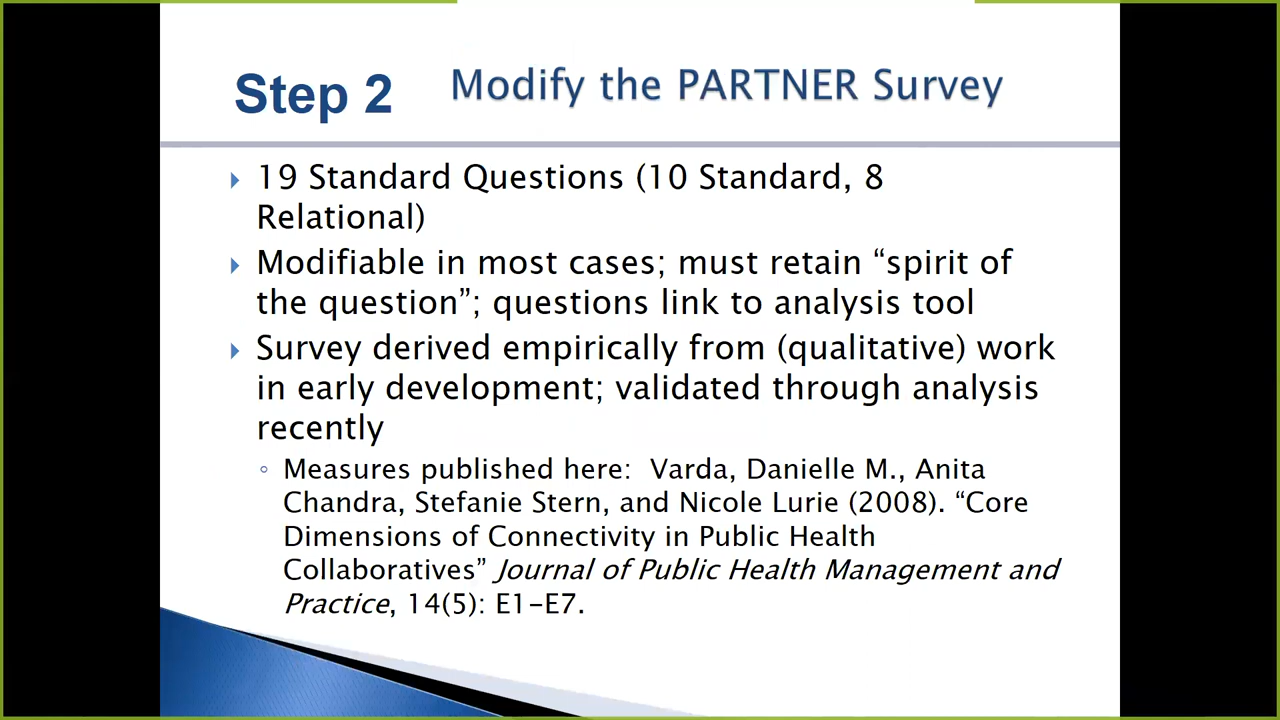 Step 2 Modify the PARTNER Survey
19 Standard Questions (10 Standard, 8
Relational)
Modifiable in most cases; must retain “spirit of
the question”; questions link to analysis tool
Survey derived empirically from (qualitative) work
in early development; validated through analysis
recently
Measures published here: Varda, Danielle M., Anita
Chandra, Stefanie Stern, and Nicole Lurie (2008). “Core
Dimensions of Connectivity in Public Health
Collaboratives” Journal of Public Health Management and
Practice, 14(5): E1-E7.